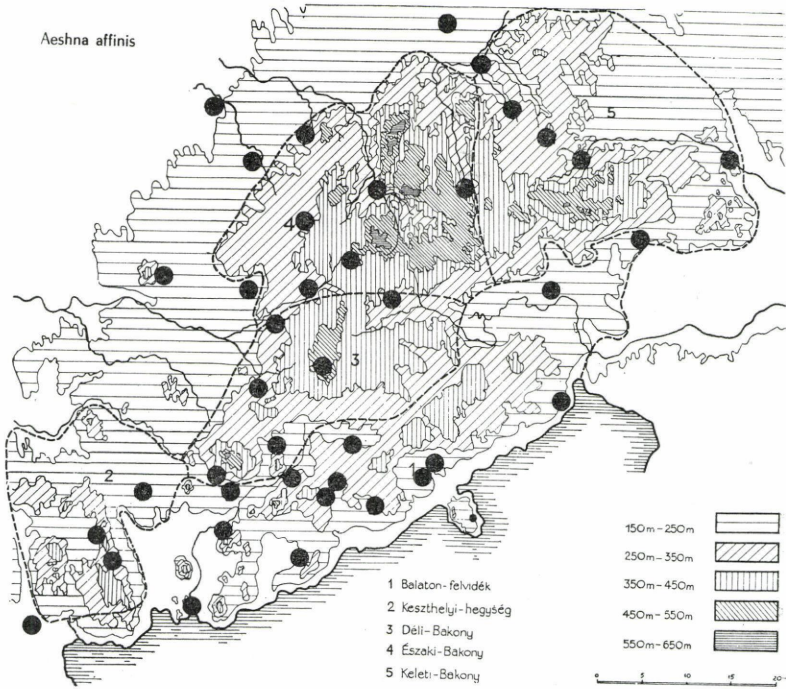 Aeshna affinis
5
4
3
2
1
150m-250m
250m-350m
350m-450m
450m-550m
550m-650m
1 Balaton-felvidék
2 Keszthelyi-hegység
3 Déli-Bakony
4 Északi-Bakony
5 Keleti-Bakony
0 5 10 15